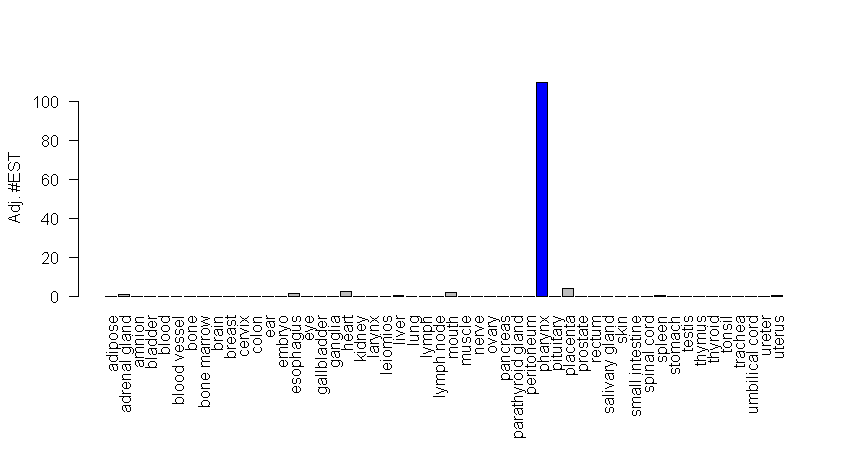 Adj. #EST
100
80
60
40
20
0
adipose
adrenal gland
amnion
bladder
blood
blood vessel
bone
bone marrow
brain
breast
cervix
colon
ear
embryo
esophagus
eye
gallbladder
ganglia
heart
kidney
larynx
leiomios
liver
lung
lymph
lymph node
mouth
muscle
nerve
ovary
pancreas
parathyroid gland
peritoneum
pharynx
pituitary
placenta
prostate
rectum
salivary gland
skin
small intestine
spinal cord
spleen
stomach
testis
thymus
thyroid
tonsil
trachea
umbilical cord
ureter
uterus